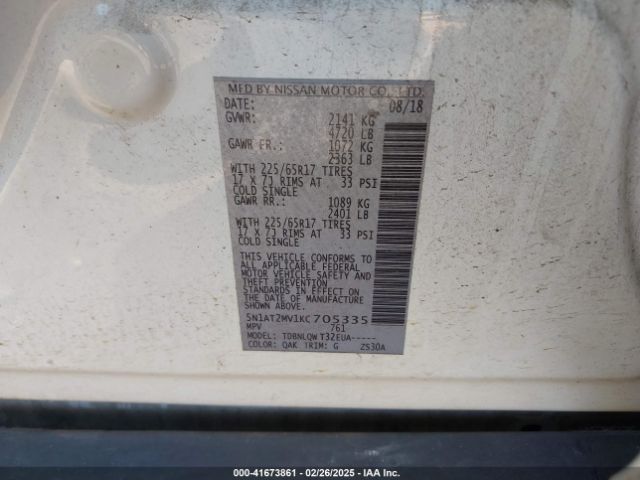 MFD BY NISSAN MOTOR CO., LTD.
DATE: 08/18
GVWR: 2141 KG
4720 LB
GAWR FR.: 1072 KG
2363 LB
WITH 225/65R17 TIRES
17 X 7J RIMS AT 33 PSI
COLD SINGLE
GAWR RR.: 1089 KG
2401 LB
WITH 225/65R17 TIRES
17 X 7J RIMS AT 33 PSI
COLD SINGLE
THIS VEHICLE CONFORMS TO
ALL APPLICABLE FEDERAL
MOTOR VEHICLE SAFETY AND
THEFT PREVENTION
STANDARDS IN EFFECT ON
THE DATE OF MANUFACTURE
SHOWN ABOVE.
5N1AT2MV1KC705335
MPV 761
MODEL: TDBNLQW T32EUA-----
COLOR: QAK TRIM: G ZS30A
000-41673861 - 02/26/2025 - IAA Inc.